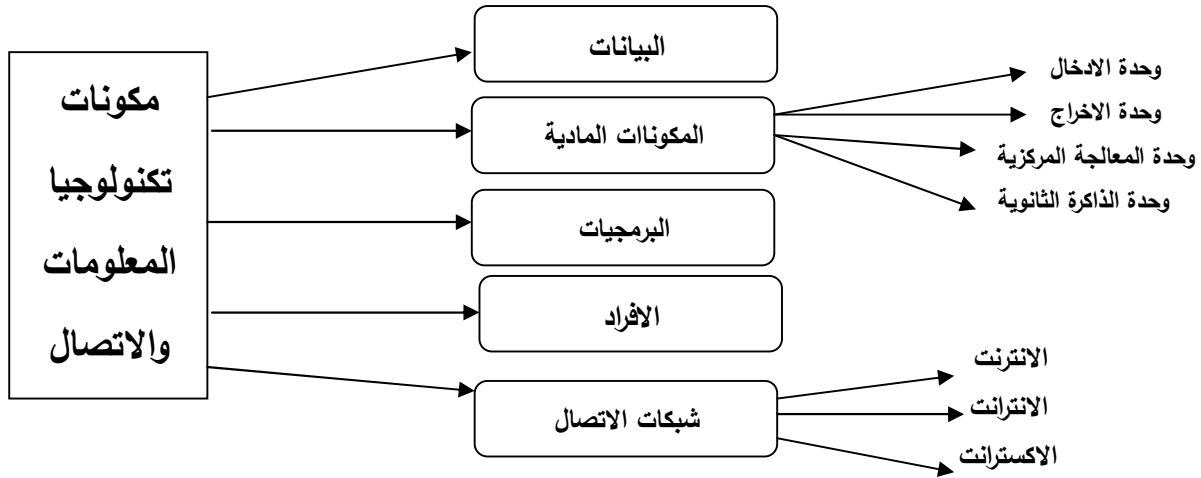 مكونات
تكنولوجيا
المعلومات
والاتصال
البيانات
المكوناات المادية
وحدة الادخال
وحدة الاخراج
وحدة المعالجة المركزية
وحدة الذاكرة الثانوية
البرمجيات
الافراد
شبكات الاتصال
الانترنت
الانترانت
الاكسترانت